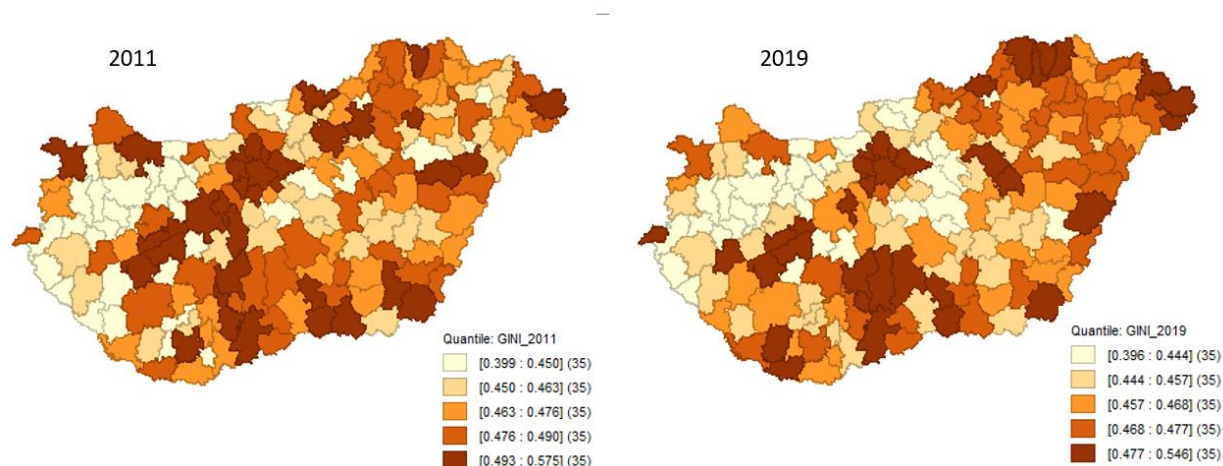 2011
2019
Quantile: GINI_2011
[0.399 : 0.450] (35)
[0.450 : 0.463] (35)
[0.463 : 0.476] (35)
[0.476 : 0.490] (35)
[0.493 : 0.575] (35)
Quantile: GINI_2019
[0.396 : 0.444] (35)
[0.444 : 0.457] (35)
[0.457 : 0.468] (35)
[0.468 : 0.477] (35)
[0.477 : 0.546] (35)